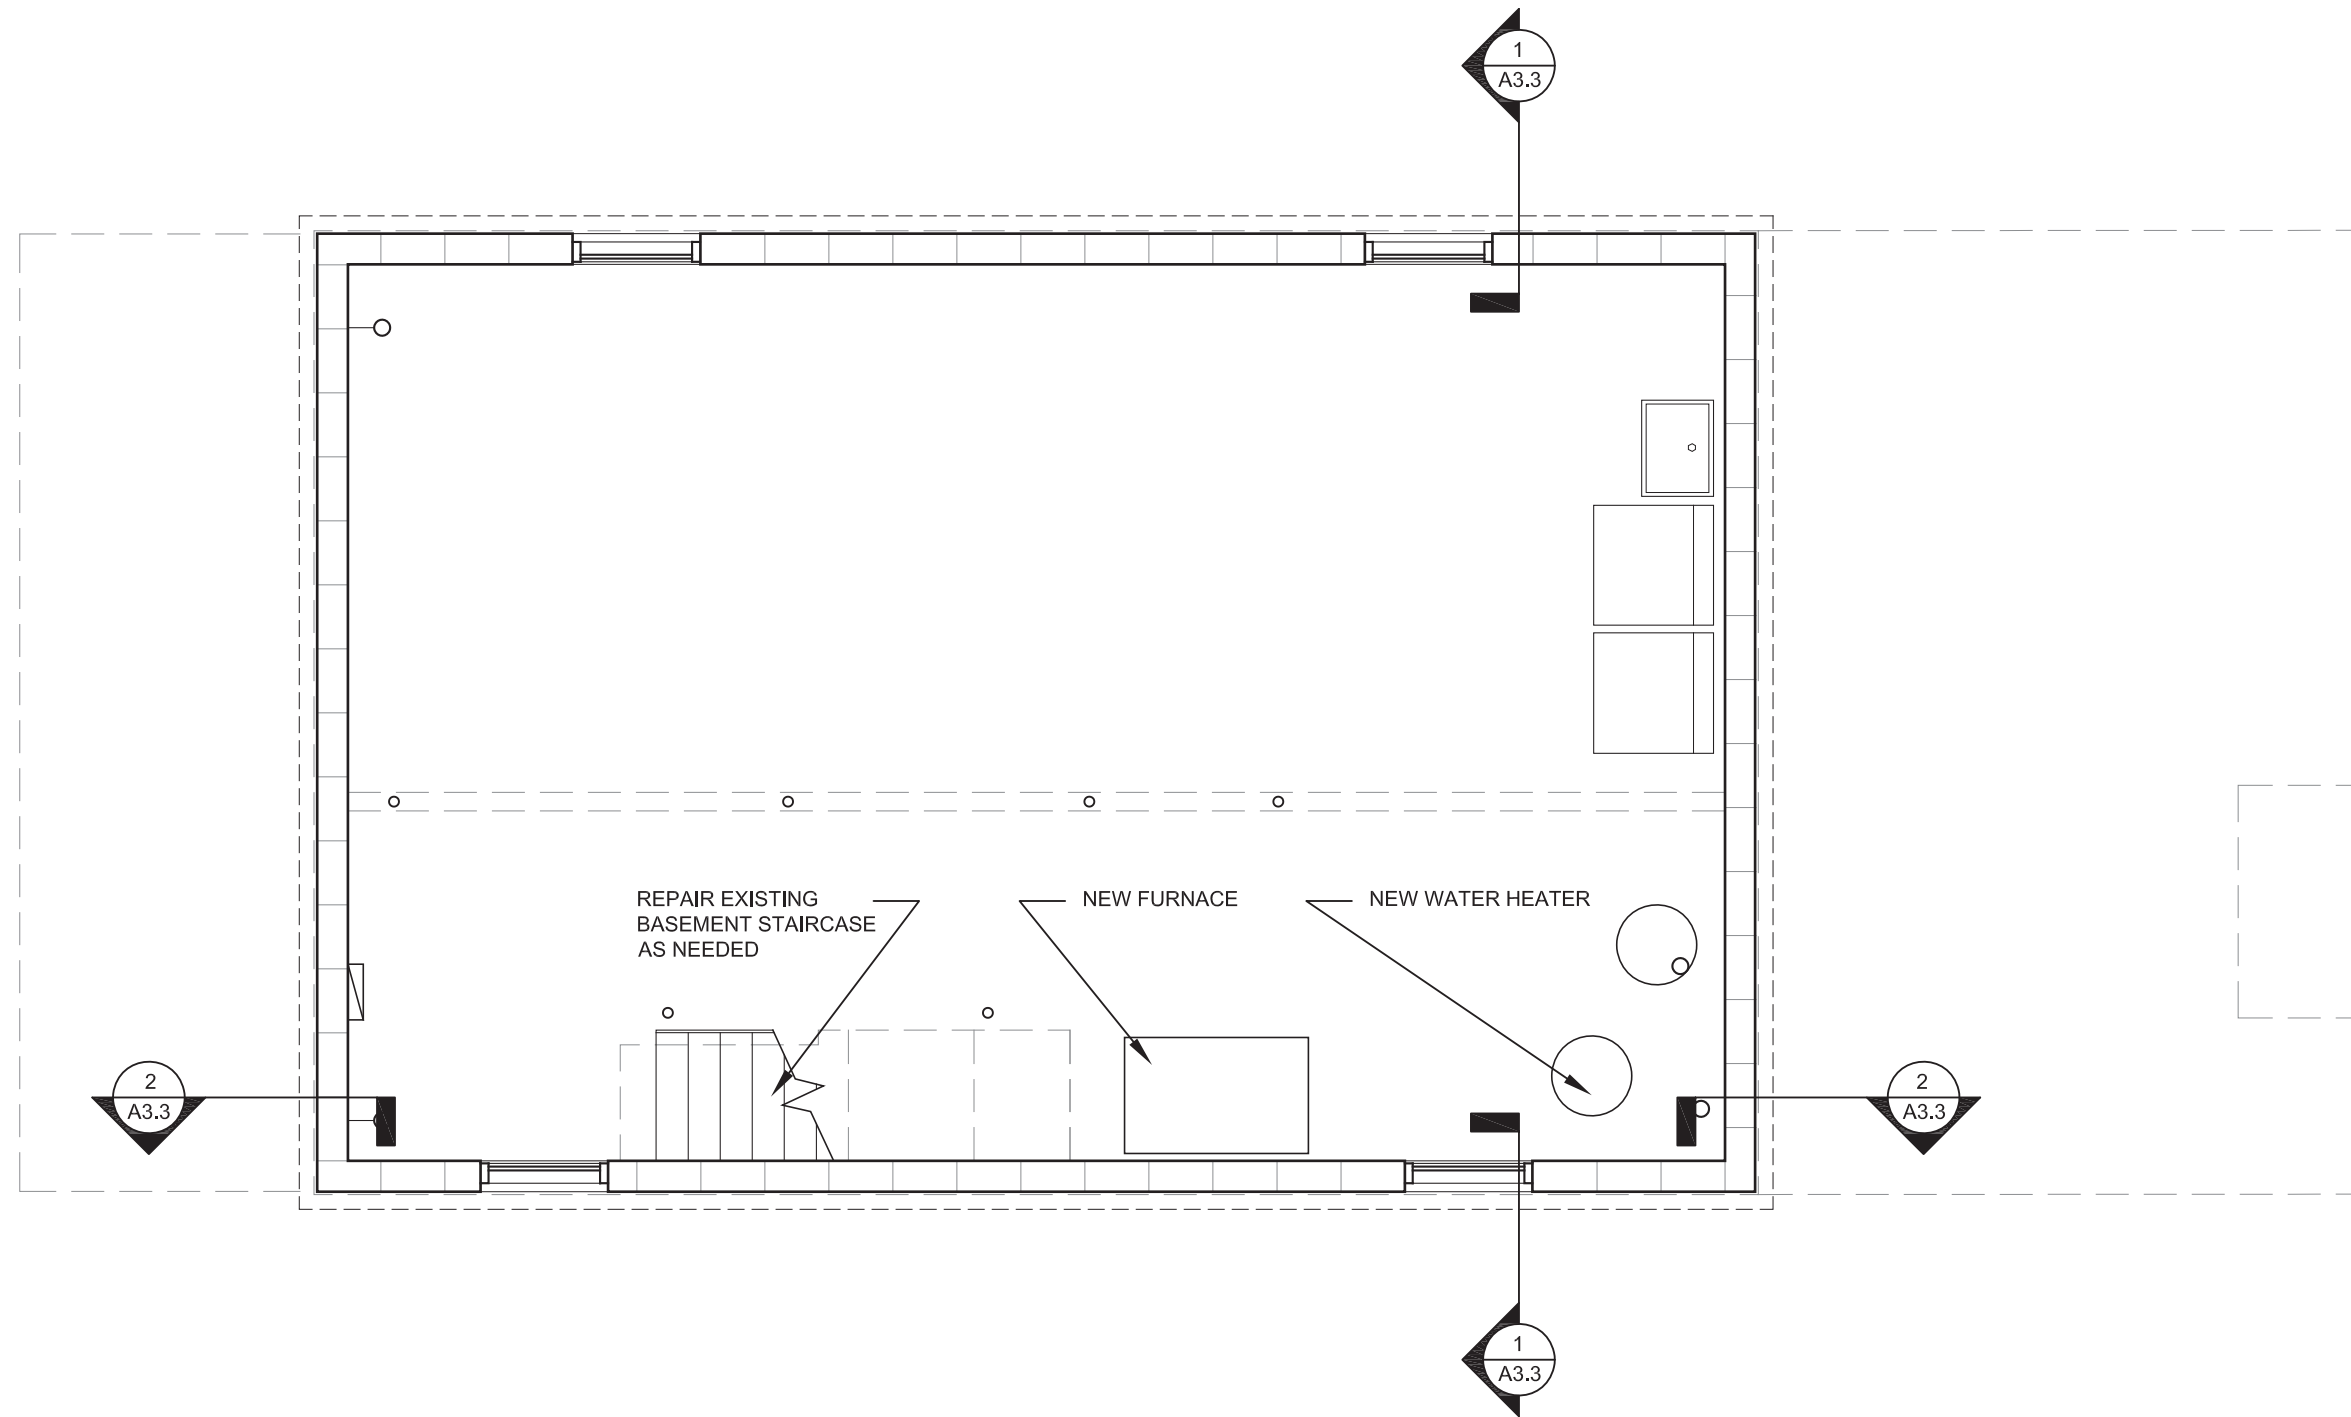 1
A3.3
REPAIR EXISTING
BASEMENT STAIRCASE
AS NEEDED
NEW FURNACE
NEW WATER HEATER
2
A3.3
2
A3.3
1
A3.3